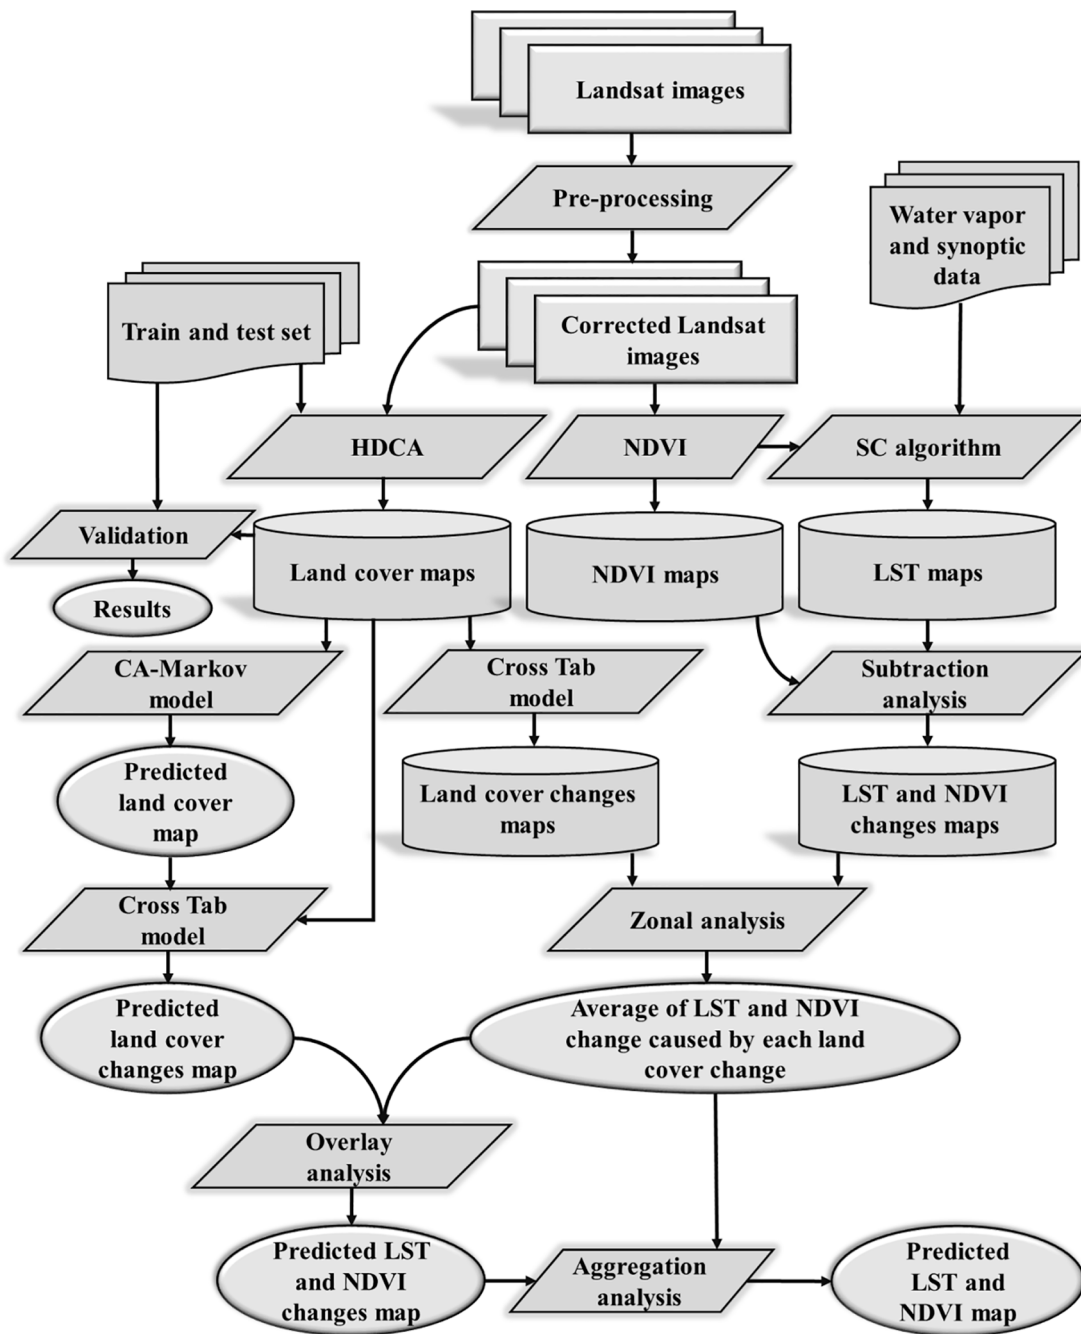 Landsat images
Pre-processing
Water vapor
and synoptic
data
Train and test set
Corrected Landsat
images
HDCA
NDVI
SC algorithm
Validation
Land cover maps
NDVI maps
LST maps
Results
CA-Markov
model
Cross Tab
model
Subtraction
analysis
Predicted
land cover
map
Land cover changes
maps
LST and NDVI
changes maps
Cross Tab
model
Zonal analysis
Predicted
land cover
changes map
Average of LST and NDVI
change caused by each land
cover change
Overlay
analysis
Predicted LST
and NDVI
changes map
Aggregation
analysis
Predicted
LST and
NDVI map